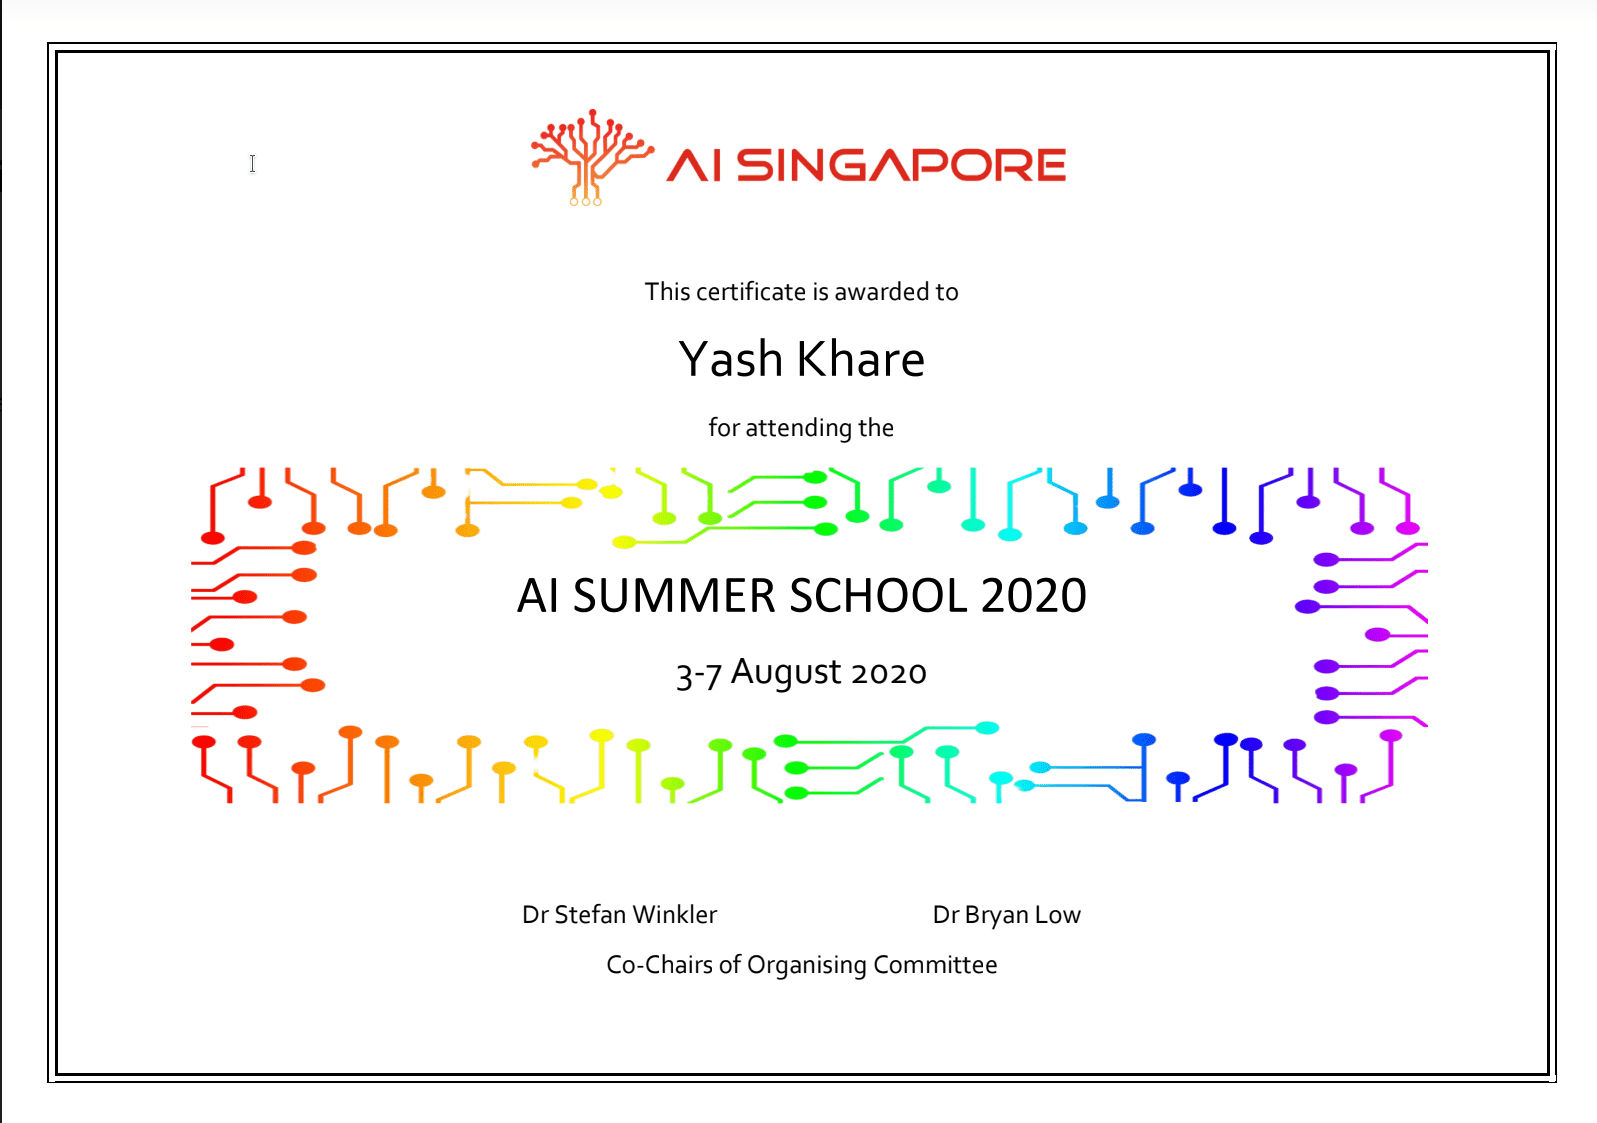 AI SINGAPORE
This certificate is awarded to
Yash Khare
for attending the
AI SUMMER SCHOOL 2020
3-7 August 2020
Dr Stefan Winkler Dr Bryan Low
Co-Chairs of Organising Committee